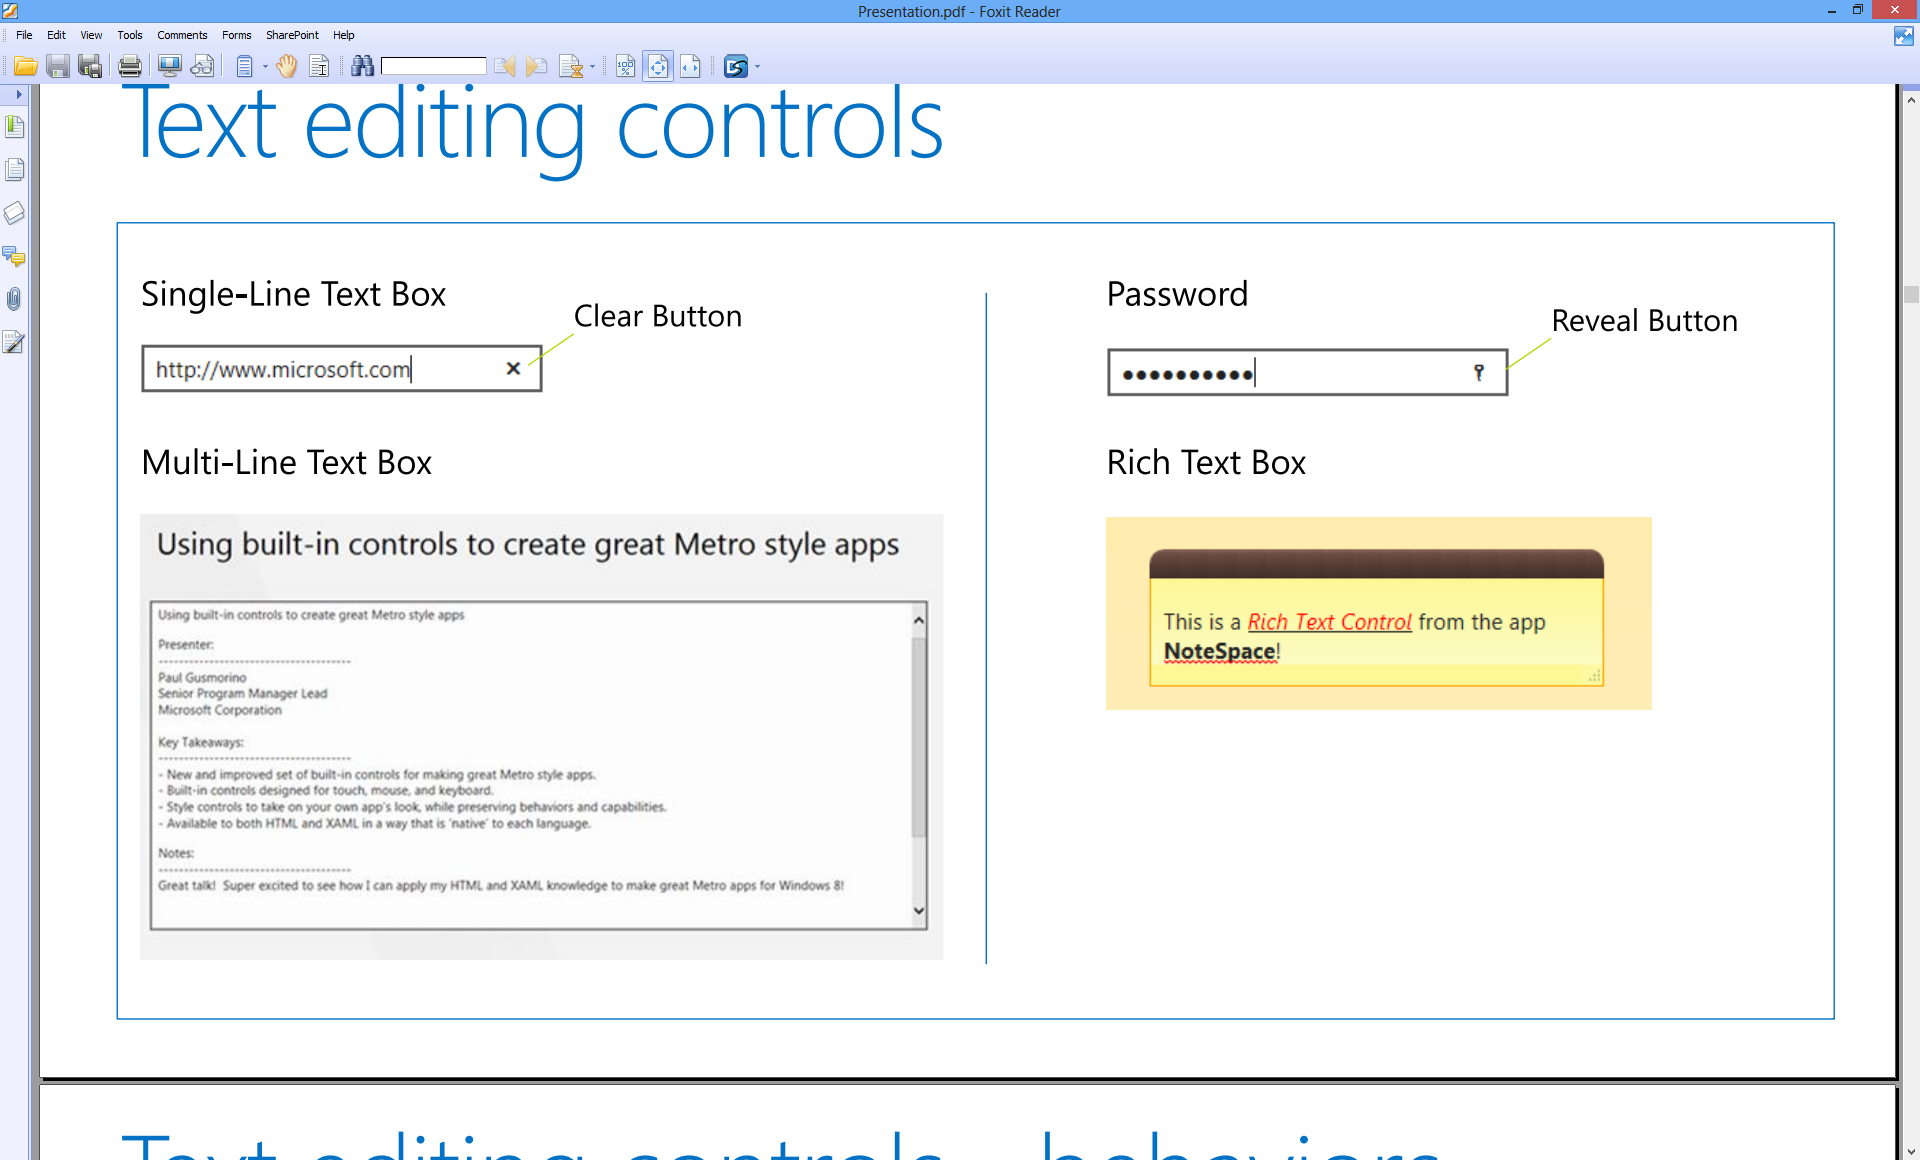 Presentation.pdf - Foxit Reader
File Edit View Tools Comments Forms SharePoint Help
Text editing controls
Single-Line Text Box
Clear Button
http://www.microsoft.com
Multi-Line Text Box
Using built-in controls to create great Metro style apps
Using built-in controls to create great Metro style apps
Presenter:
--------------------------------------
Paul Gusmorino
Senior Program Manager Lead
Microsoft Corporation
Key Takeaways:
--------------------------------------
- New and improved set of built-in controls for making great Metro style apps.
- Built-in controls designed for touch, mouse, and keyboard.
- Style controls to take on your own app's look, while preserving behaviors and capabilities.
- Available to both HTML and XAML in a way that is 'native' to each language.
Notes:
--------------------------------------
Great talk!  Super excited to see how I can apply my HTML and XAML knowledge to make great Metro apps for Windows 8!
Password
Reveal Button
●●●●●●●●●●
Rich Text Box
This is a Rich Text Control from the app
NoteSpace!
Text editing controls - behaviors